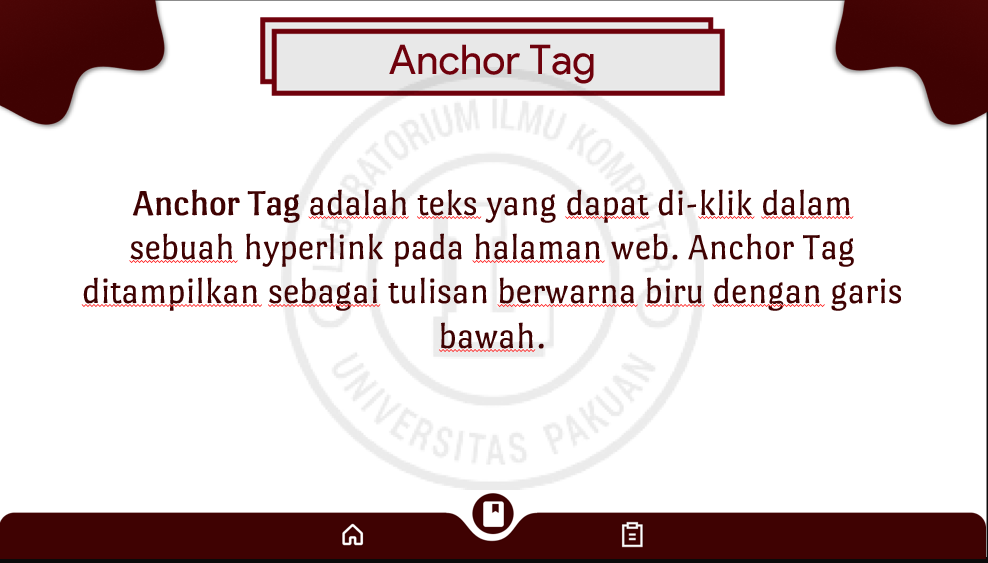 Anchor Tag
Anchor Tag adalah teks yang dapat di-klik dalam
sebuah hyperlink pada halaman web. Anchor Tag
ditampilkan sebagai tulisan berwarna biru dengan garis
bawah.
LABORATORIUM ILMU KOMPUTER
UNIVERSITAS PAKUAN